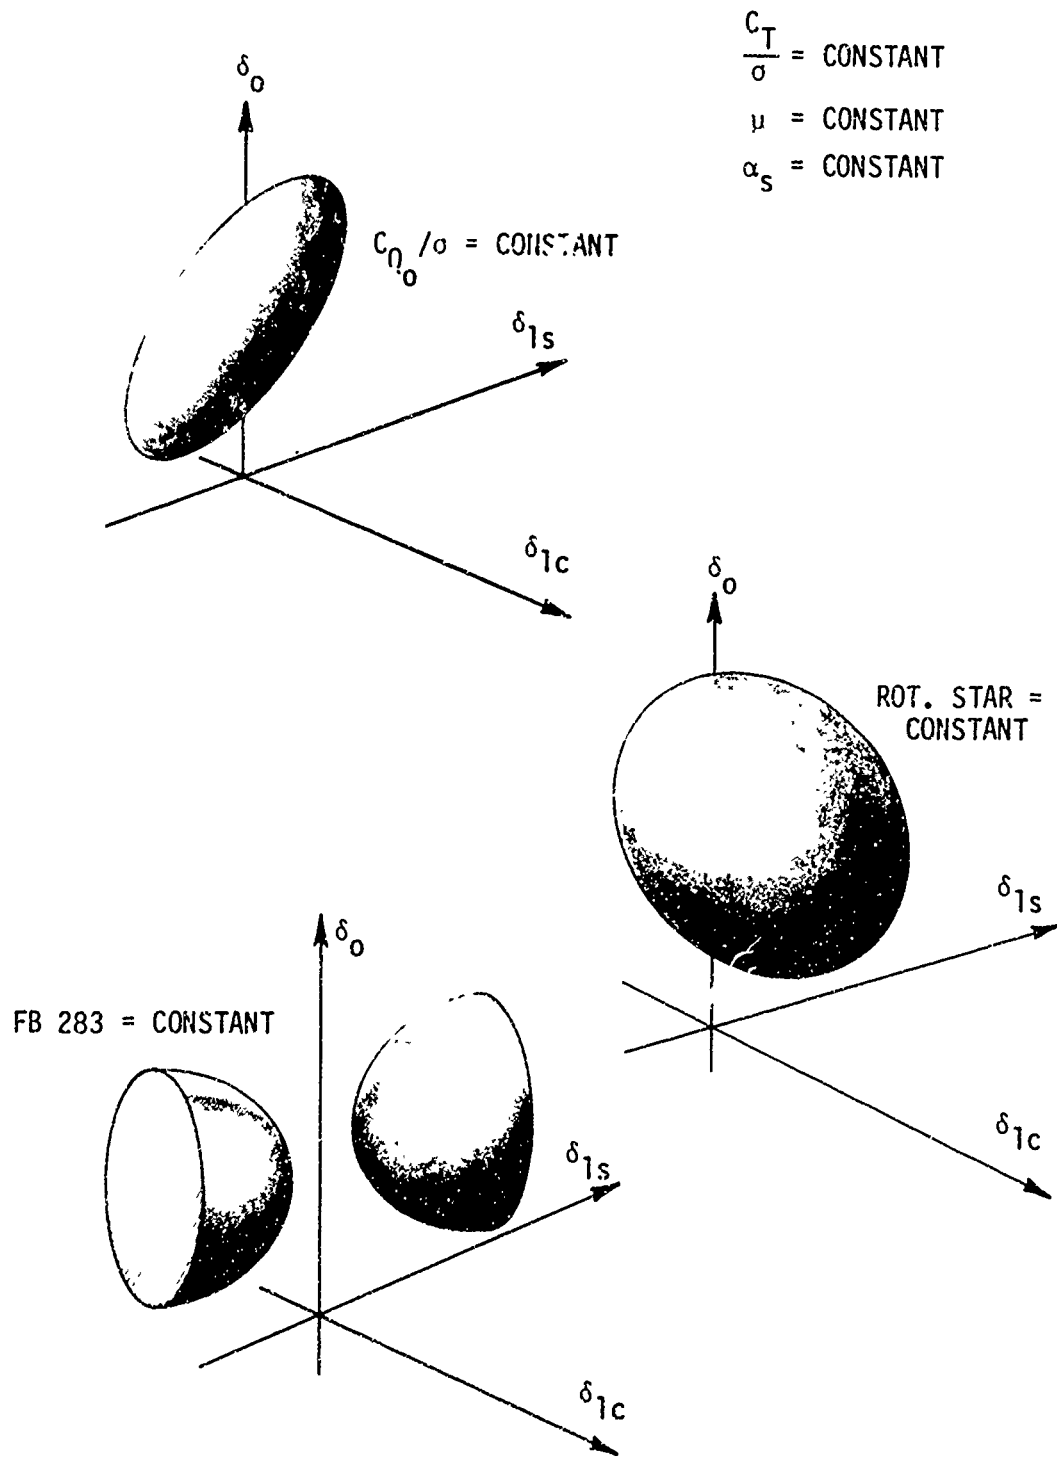 C_T/σ = CONSTANT
μ = CONSTANT
α_s = CONSTANT
δ_o
C_Q_o/σ = CONSTANT
δ_1s
δ_1c
δ_o
ROT. STAR =
CONSTANT
δ_1s
δ_1c
δ_o
FB 283 = CONSTANT
δ_1s
δ_1c